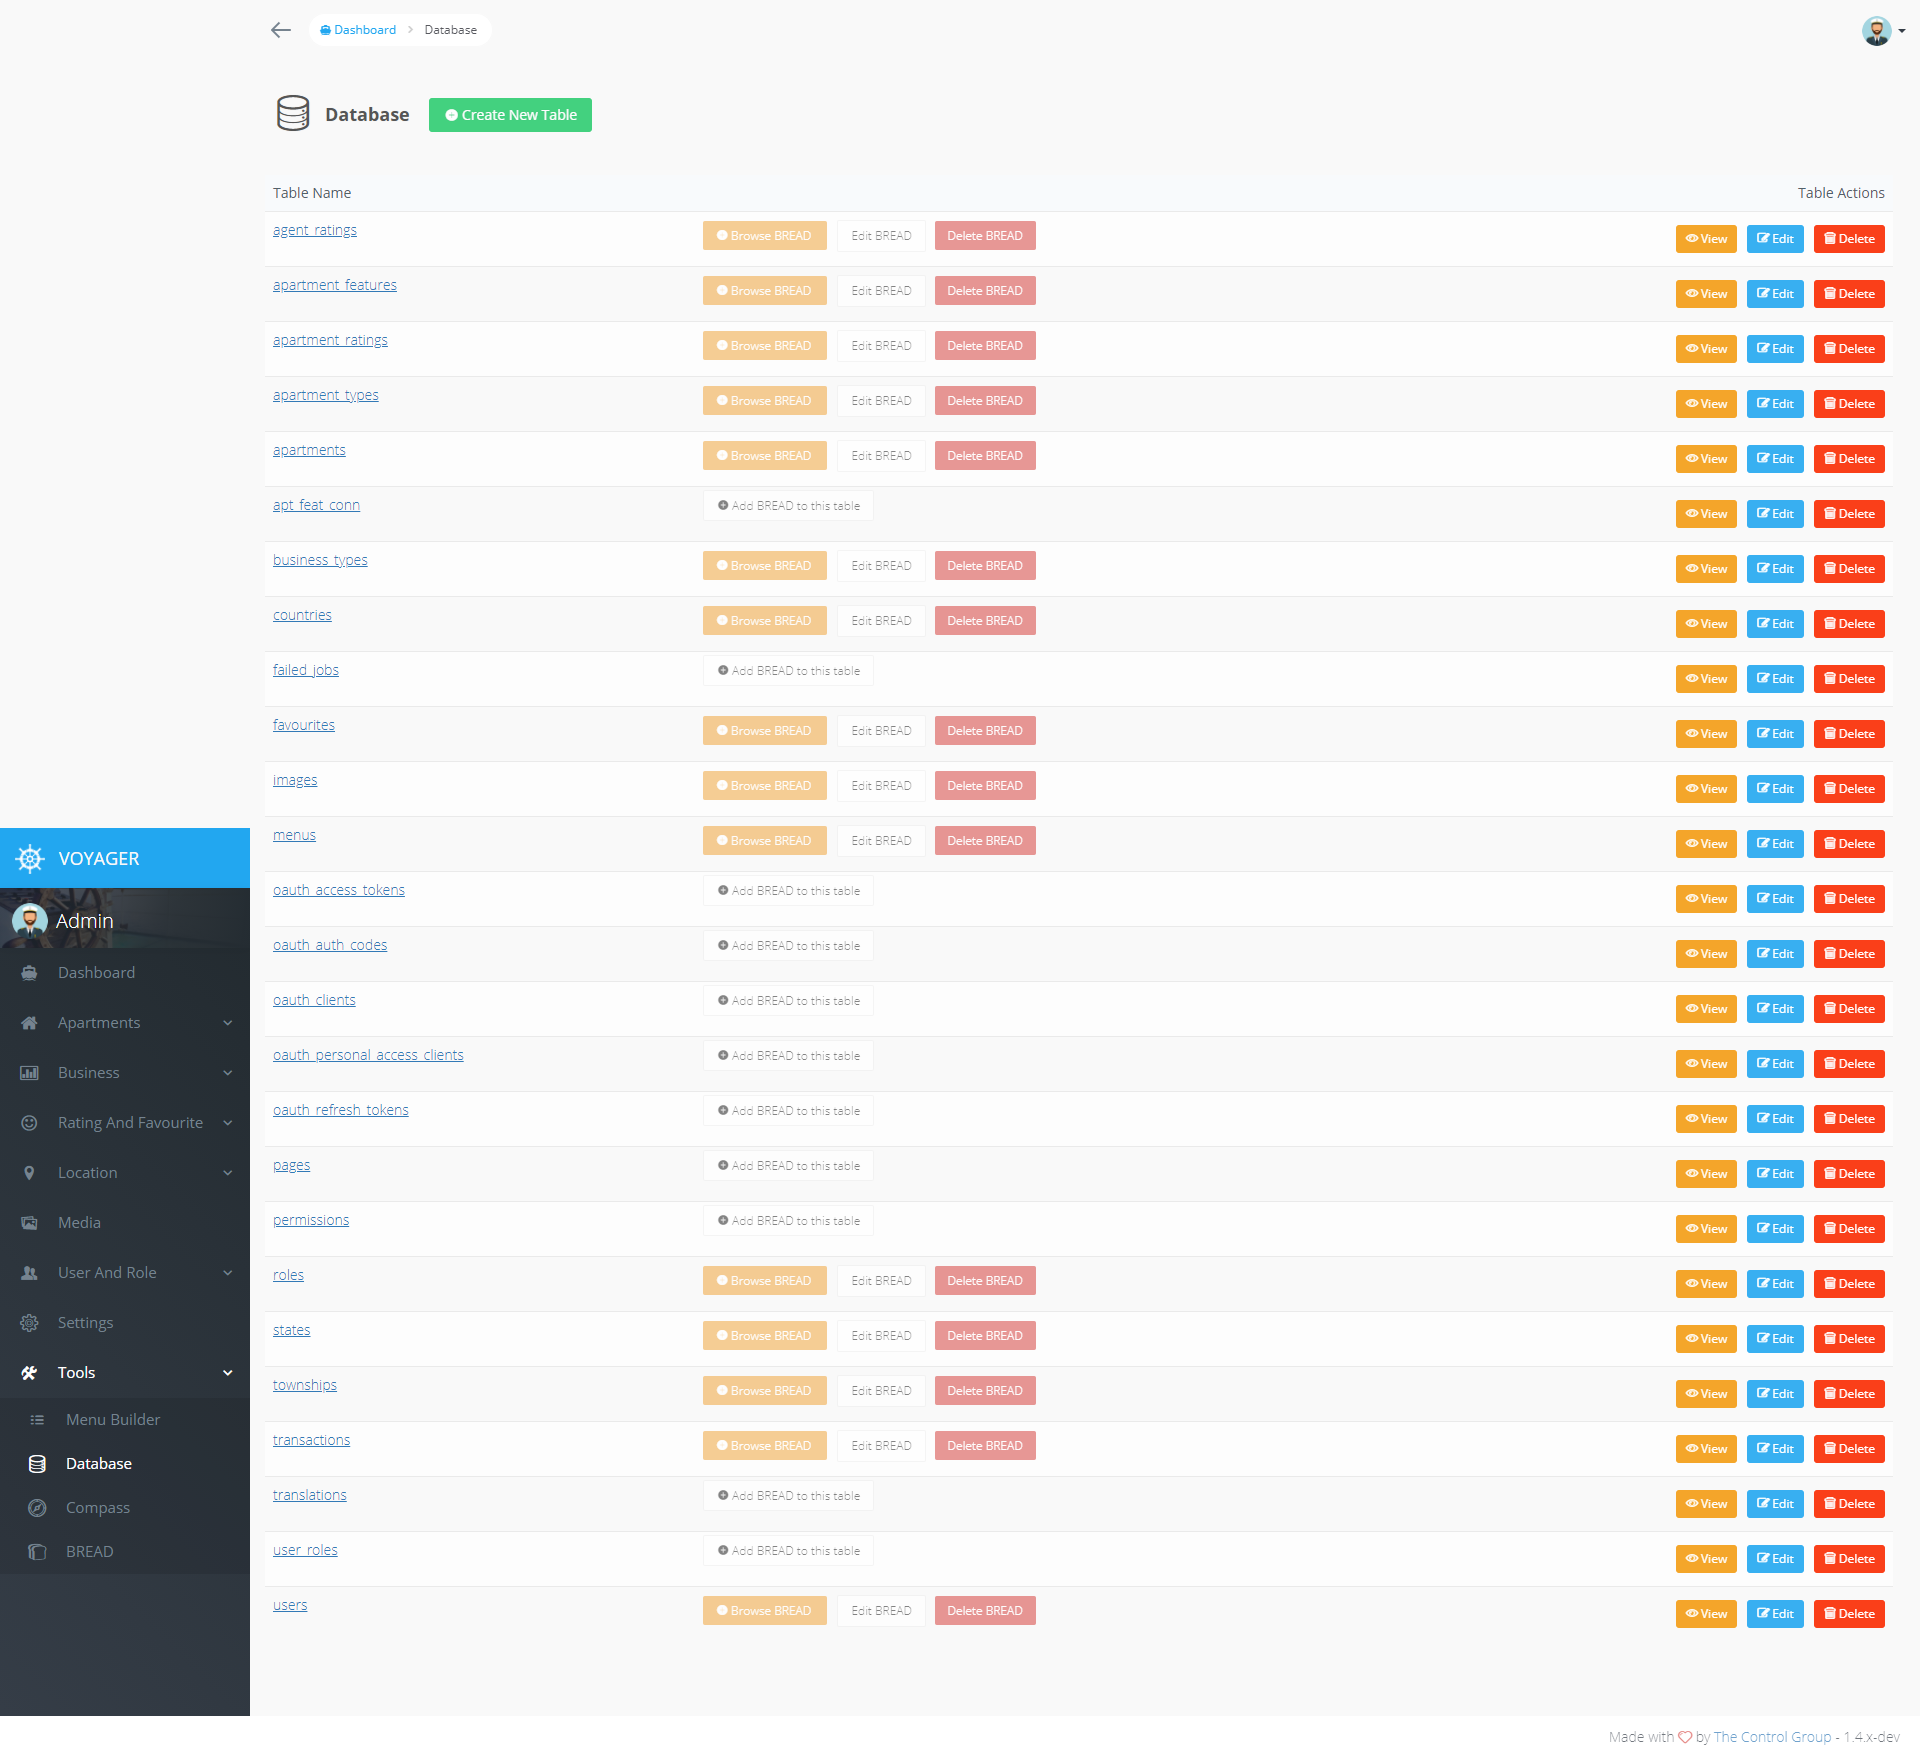 Dashboard > Database
Database Create New Table
Table Name Table Actions
agent_ratings Browse BREAD Edit BREAD Delete BREAD View Edit Delete
apartment_features Browse BREAD Edit BREAD Delete BREAD View Edit Delete
apartment_ratings Browse BREAD Edit BREAD Delete BREAD View Edit Delete
apartment_types Browse BREAD Edit BREAD Delete BREAD View Edit Delete
apartments Browse BREAD Edit BREAD Delete BREAD View Edit Delete
apt_feat_conn Add BREAD to this table View Edit Delete
business_types Browse BREAD Edit BREAD Delete BREAD View Edit Delete
countries Browse BREAD Edit BREAD Delete BREAD View Edit Delete
failed_jobs Add BREAD to this table View Edit Delete
favourites Browse BREAD Edit BREAD Delete BREAD View Edit Delete
images Browse BREAD Edit BREAD Delete BREAD View Edit Delete
menus Browse BREAD Edit BREAD Delete BREAD View Edit Delete
oauth_access_tokens Add BREAD to this table View Edit Delete
oauth_auth_codes Add BREAD to this table View Edit Delete
oauth_clients Add BREAD to this table View Edit Delete
oauth_personal_access_clients Add BREAD to this table View Edit Delete
oauth_refresh_tokens Add BREAD to this table View Edit Delete
pages Add BREAD to this table View Edit Delete
permissions Add BREAD to this table View Edit Delete
roles Browse BREAD Edit BREAD Delete BREAD View Edit Delete
states Browse BREAD Edit BREAD Delete BREAD View Edit Delete
townships Browse BREAD Edit BREAD Delete BREAD View Edit Delete
transactions Browse BREAD Edit BREAD Delete BREAD View Edit Delete
translations Add BREAD to this table View Edit Delete
user_roles Add BREAD to this table View Edit Delete
users Browse BREAD Edit BREAD Delete BREAD View Edit Delete
VOYAGER
Admin
Dashboard
Apartments
Business
Rating And Favourite
Location
Media
User And Role
Settings
Tools
Menu Builder
Database
Compass
BREAD
Made with ♡ by The Control Group - 1.4.x-dev